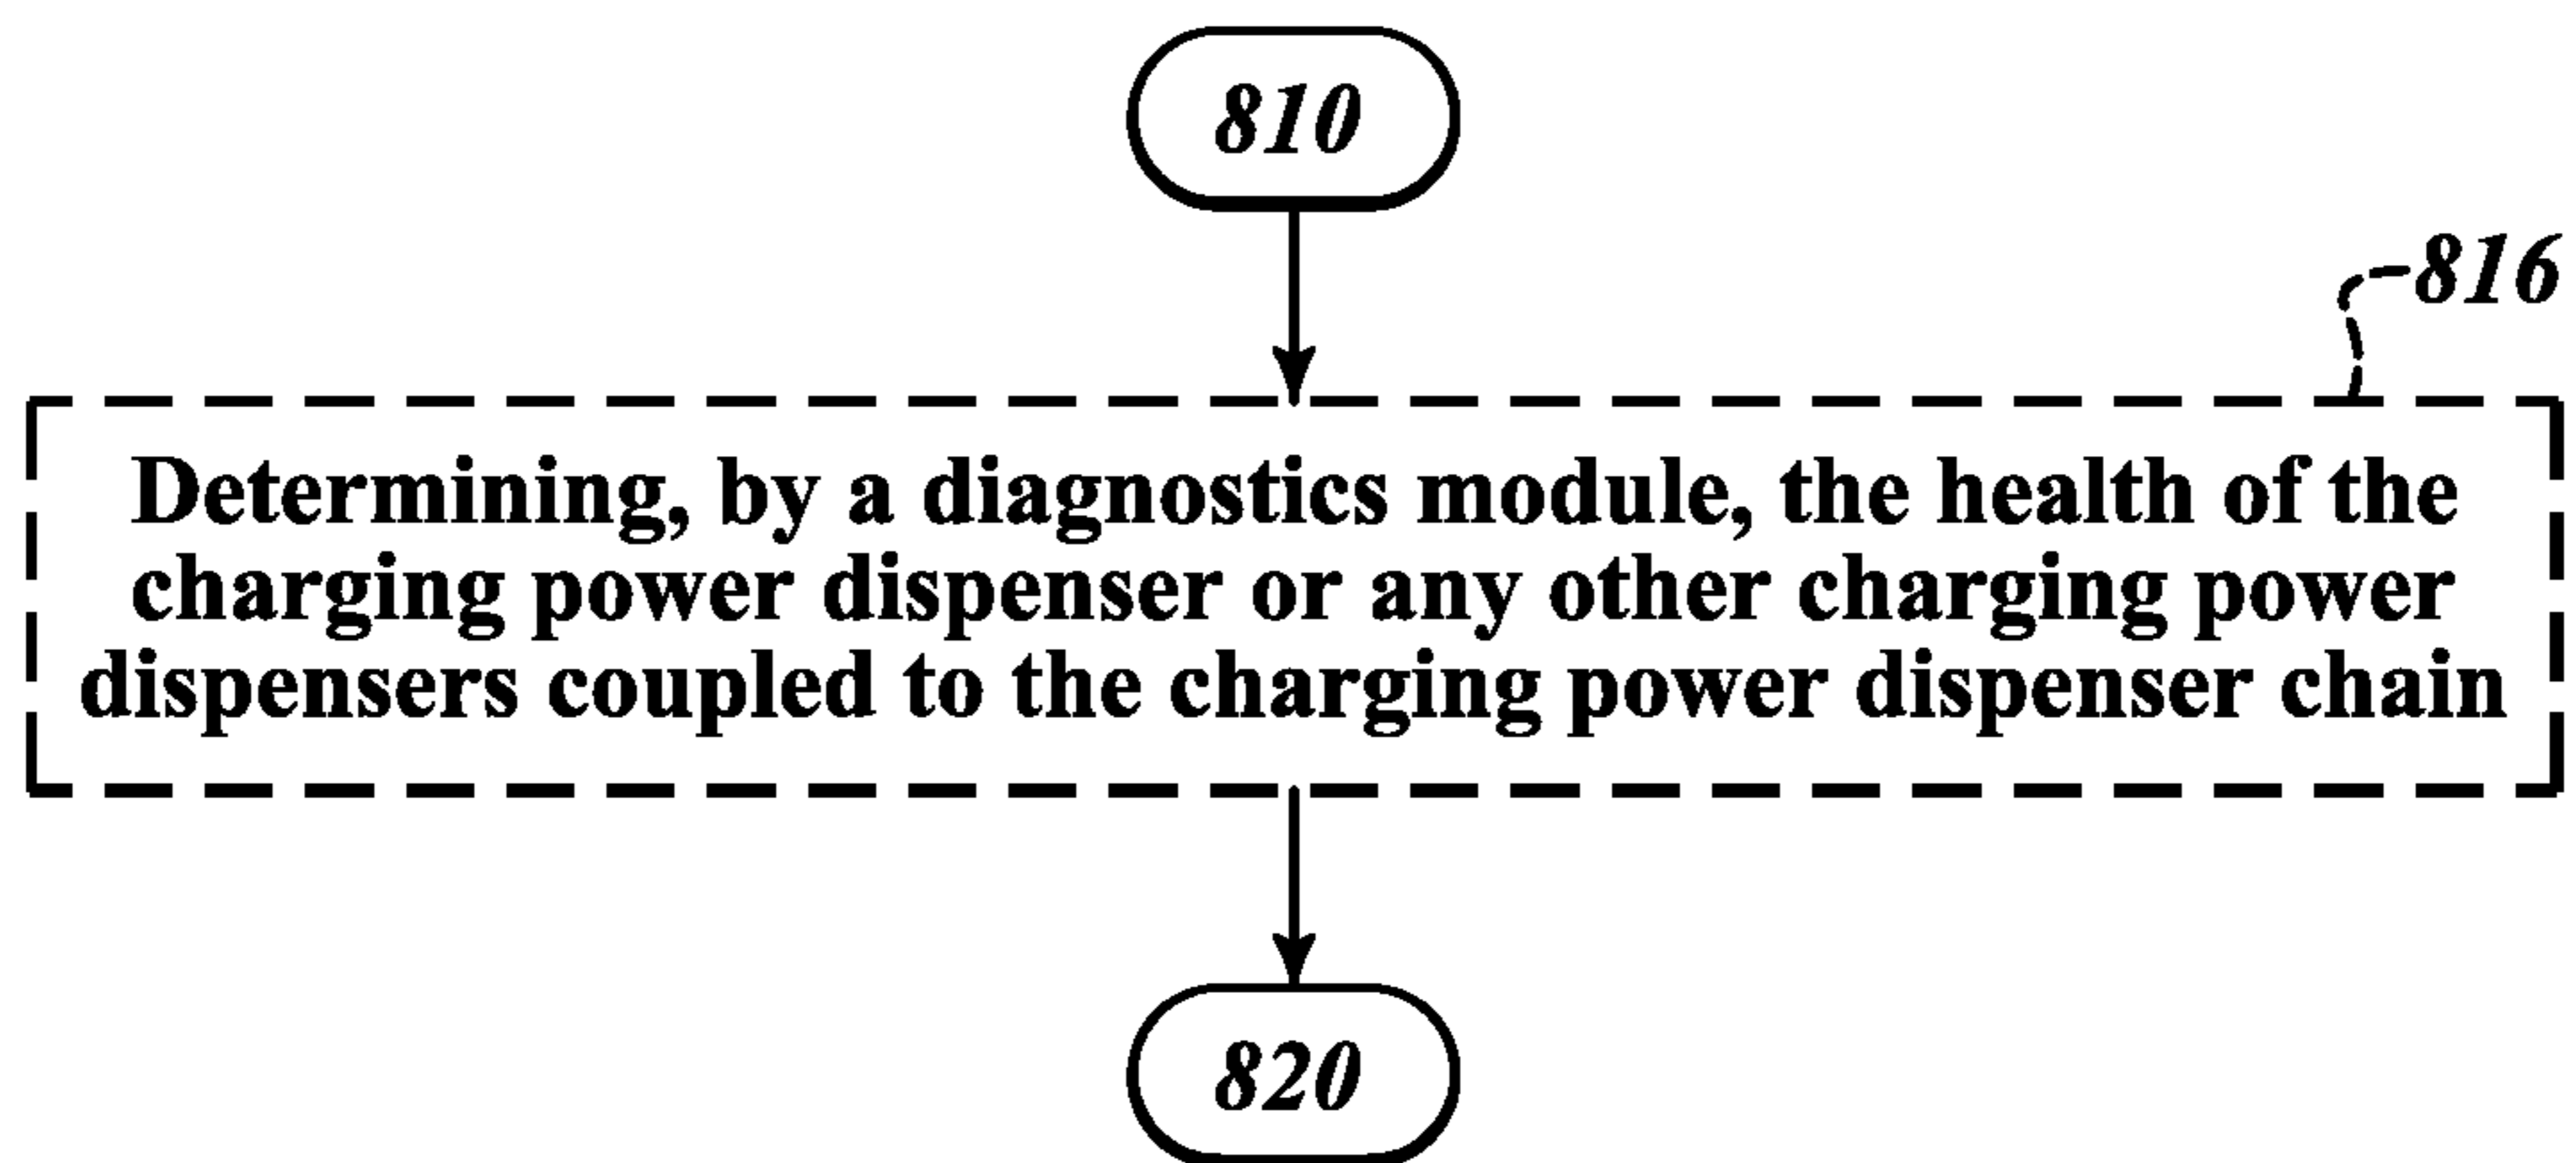 810
816
Determining, by a diagnostics module, the health of the
charging power dispenser or any other charging power
dispensers coupled to the charging power dispenser chain
820